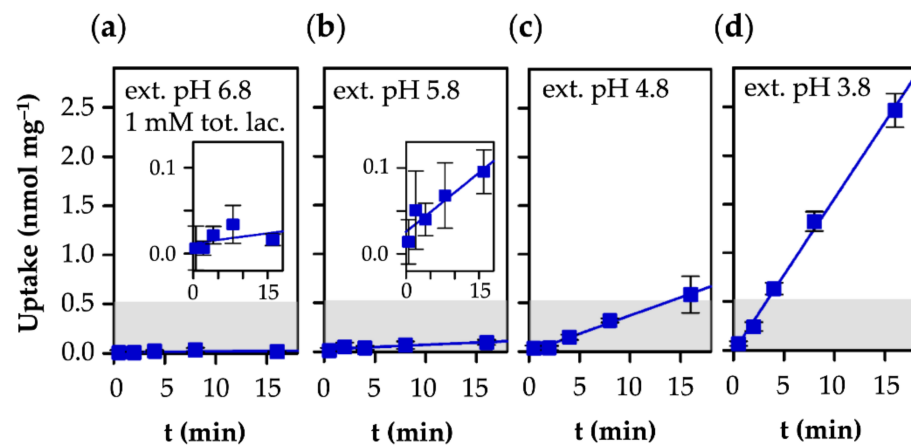 (a) (b) (c) (d)
ext. pH 6.8 ext. pH 5.8 ext. pH 4.8 ext. pH 3.8
1 mM tot. lac.
Uptake (nmol mg⁻¹)
2.5
2.0
1.5
1.0
0.5
0.0
0.1
0.0
0 15
0.1
0.0
0 15
0 5 10 15 0 5 10 15 0 5 10 15 0 5 10 15
t (min) t (min) t (min) t (min)